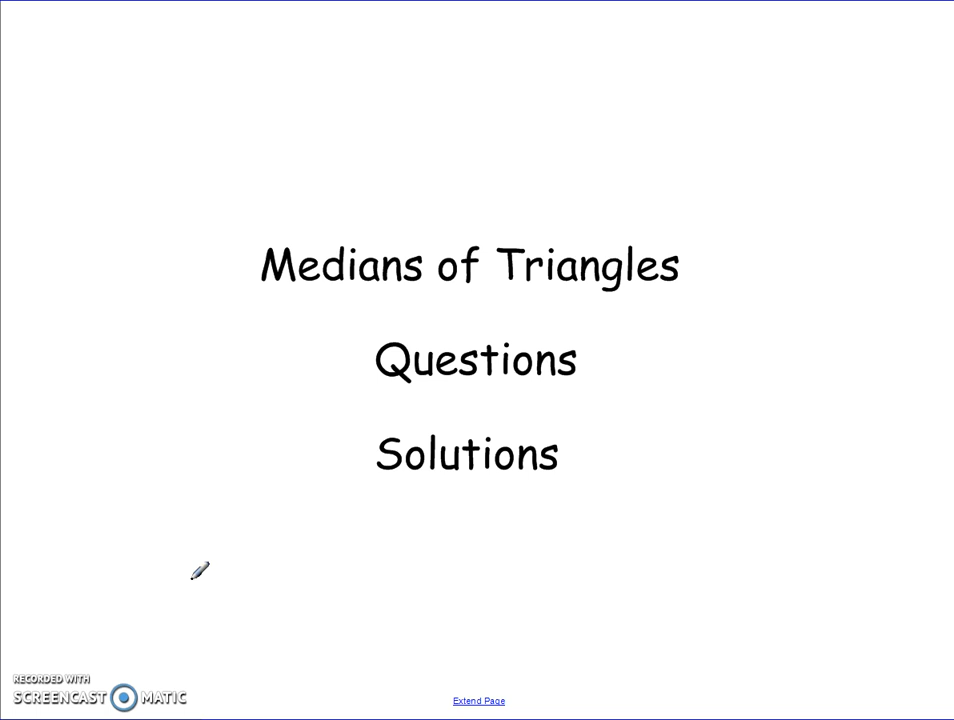 Medians of Triangles
Questions
Solutions
RECORDED WITH
SCREENCAST MATIC
Extend Page